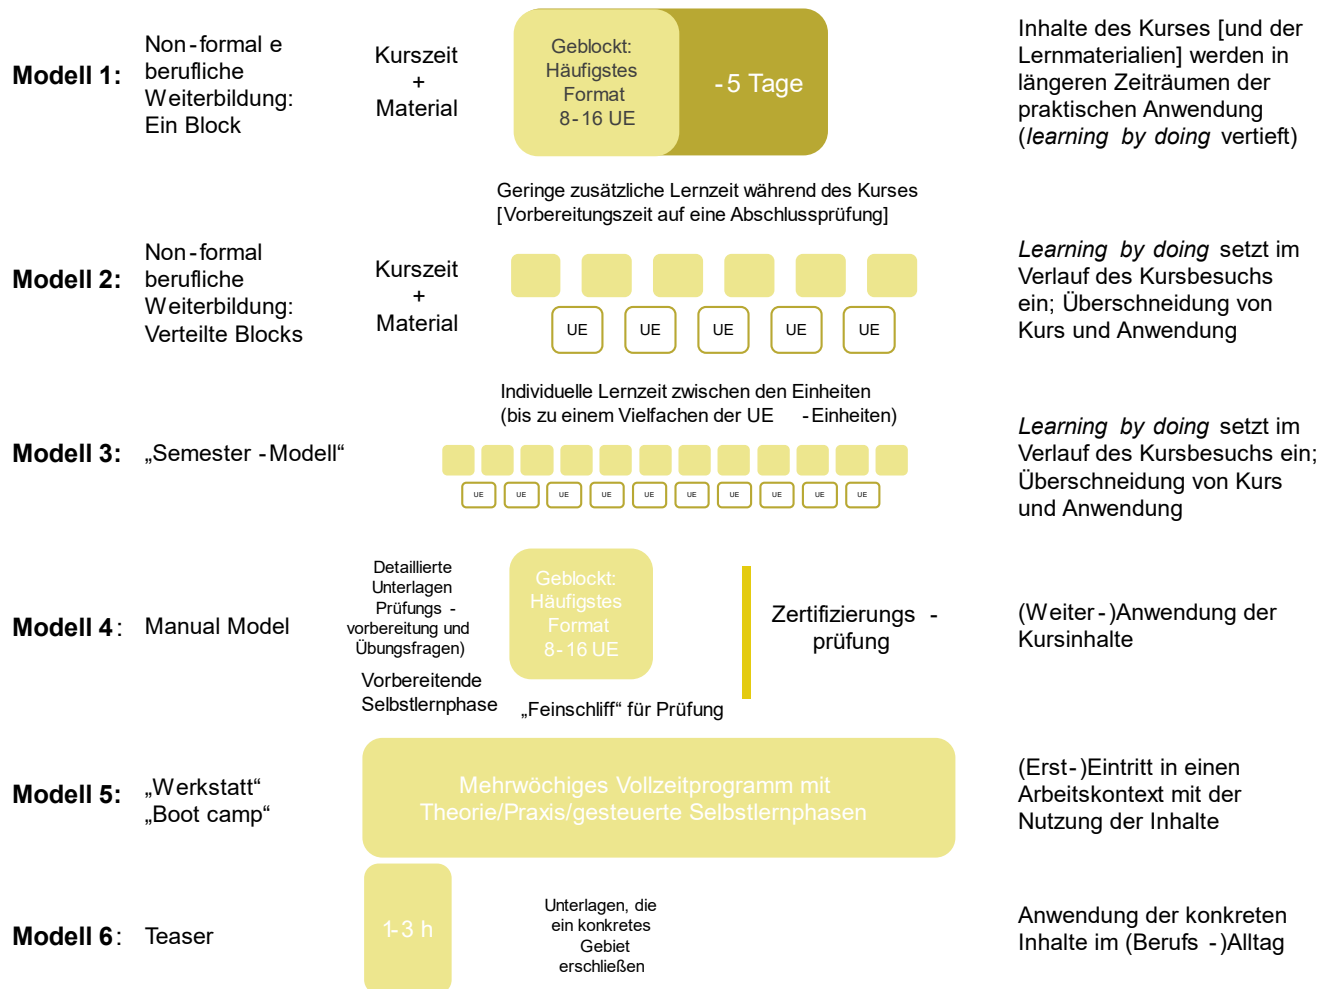 Modell 1:
Non-formal e
berufliche
Weiterbildung:
Ein Block
Kurszeit
+
Material
Geblockt:
Häufigstes
Format
8-16 UE
-5 Tage
Inhalte des Kurses [und der
Lernmaterialien] werden in
längeren Zeiträumen der
praktischen Anwendung
(learning by doing vertieft)
Geringe zusätzliche Lernzeit während des Kurses
[Vorbereitungszeit auf eine Abschlussprüfung]
Modell 2:
Non-formal
berufliche
Weiterbildung:
Verteilte Blocks
Kurszeit
+
Material
UE UE UE UE UE
Learning by doing setzt im
Verlauf des Kursbesuchs
ein; Überschneidung von
Kurs und Anwendung
Individuelle Lernzeit zwischen den Einheiten
(bis zu einem Vielfachen der UE -Einheiten)
Modell 3:
„Semester -Modell“
UE UE UE UE UE UE UE UE UE UE
Learning by doing setzt im
Verlauf des Kursbesuchs ein;
Überschneidung von Kurs
und Anwendung
Modell 4:
Manual Model
Detaillierte
Unterlagen
Prüfungs -
vorbereitung und
Übungsfragen)
Vorbereitende
Selbstlernphase
Geblockt:
Häufigstes
Format
8-16 UE
„Feinschliff“ für Prüfung
Zertifizierungs -
prüfung
(Weiter-)Anwendung der
Kursinhalte
Modell 5:
„Werkstatt“
„Boot camp“
Mehrwöchiges Vollzeitprogramm mit
Theorie/Praxis/gesteuerte Selbstlernphasen
(Erst-)Eintritt in einen
Arbeitskontext mit der
Nutzung der Inhalte
Modell 6:
Teaser
1-3 h
Unterlagen, die
ein konkretes
Gebiet
erschließen
Anwendung der konkreten
Inhalte im (Berufs -)Alltag